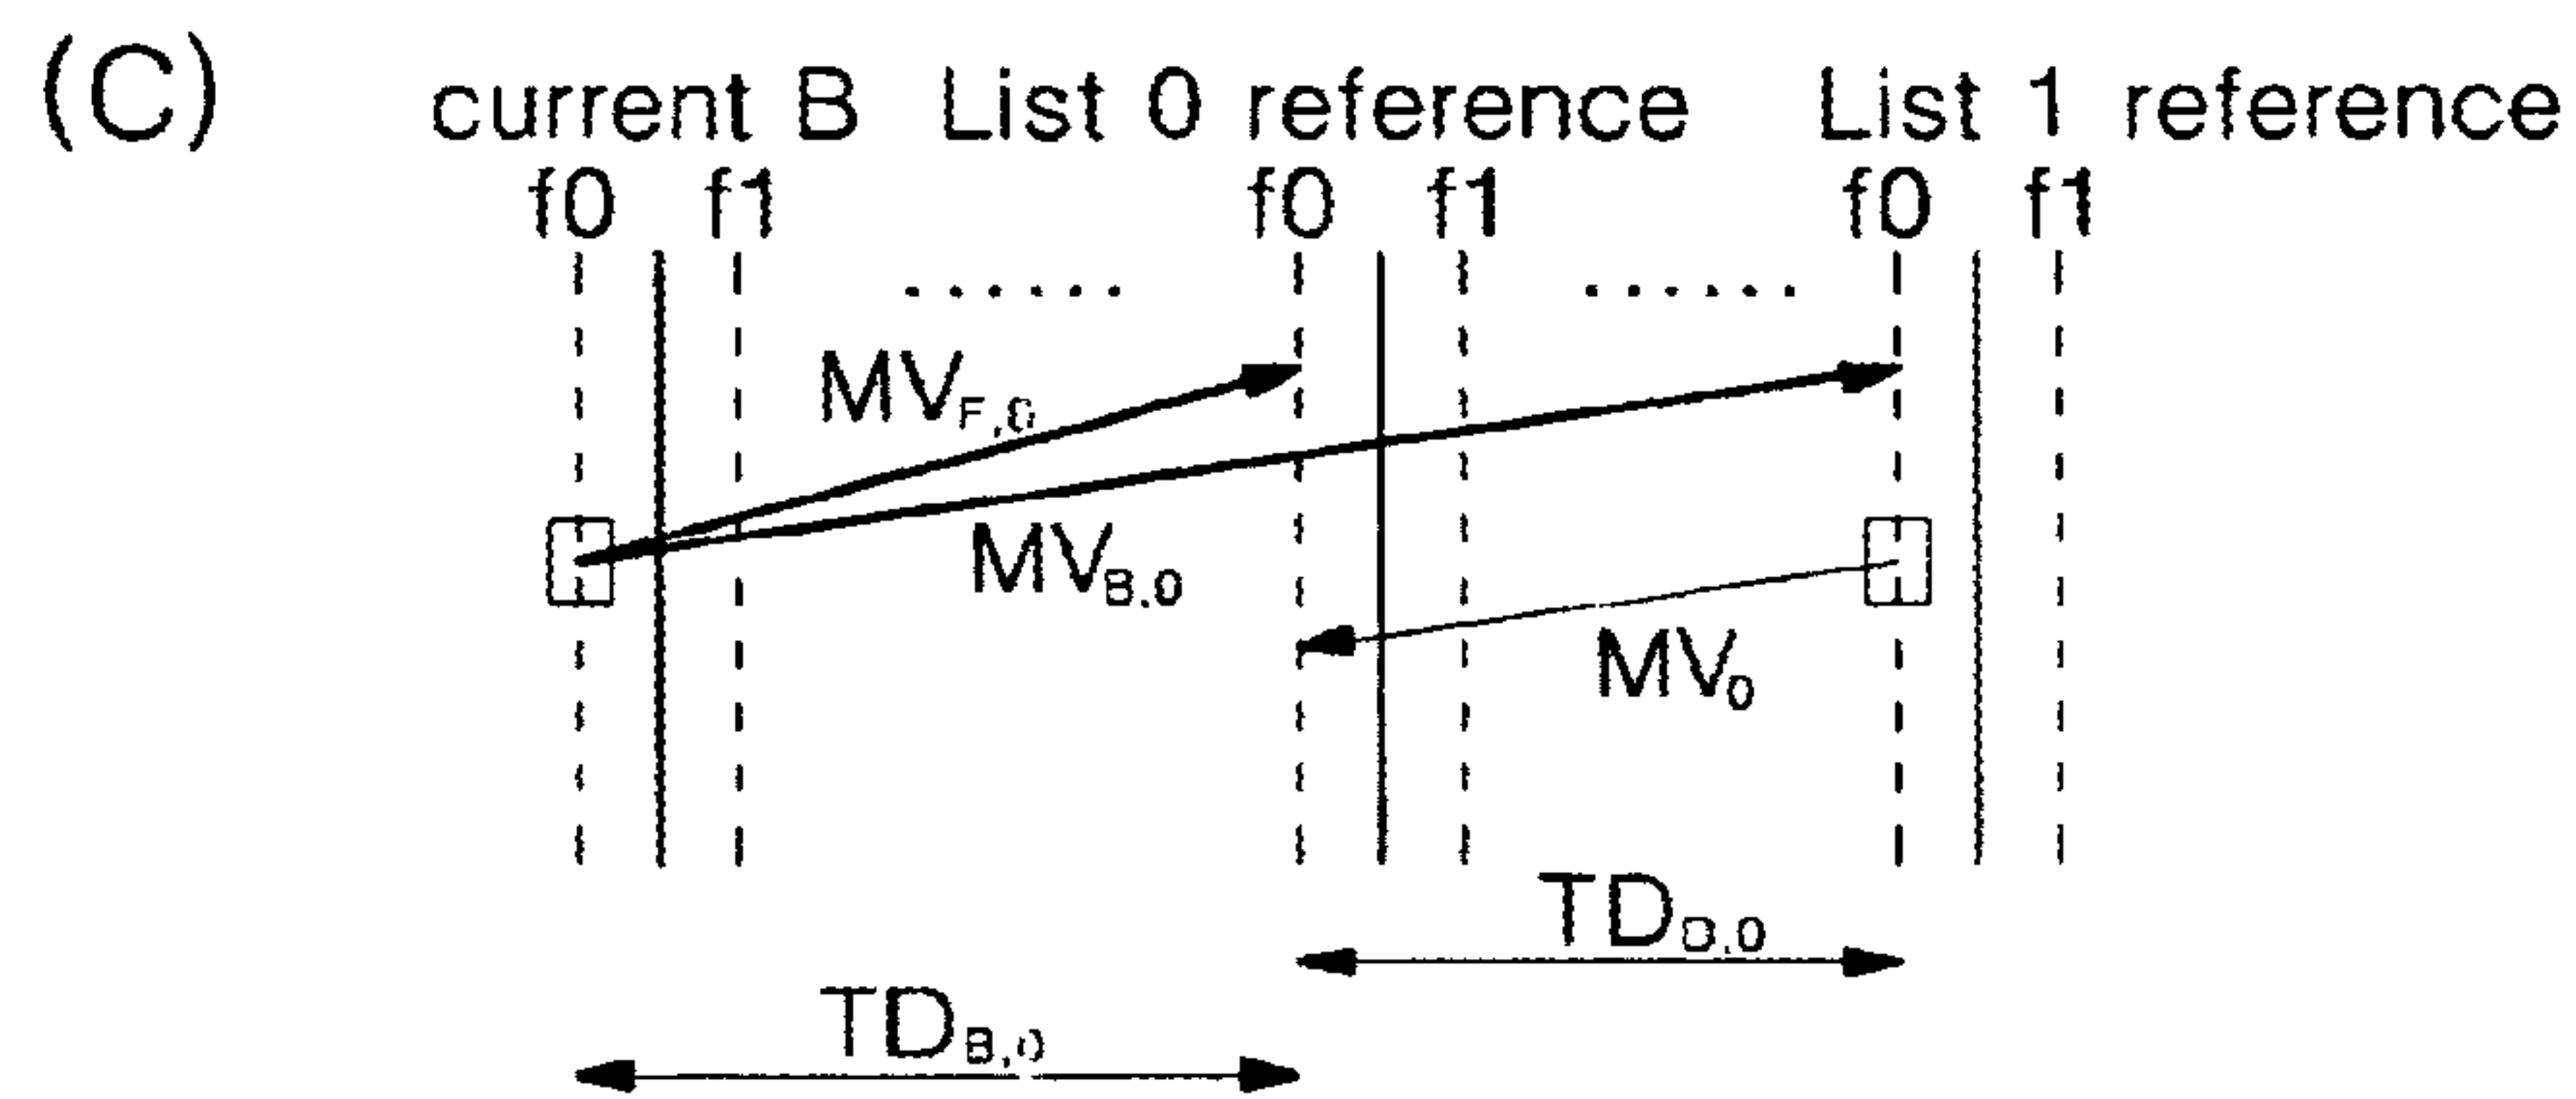 (C)
current B List 0 reference List 1 reference
f0 f1 f0 f1 f0 f1
...... ......
MVF,0
MVB,0
MV0
TDD,0
TDB,0